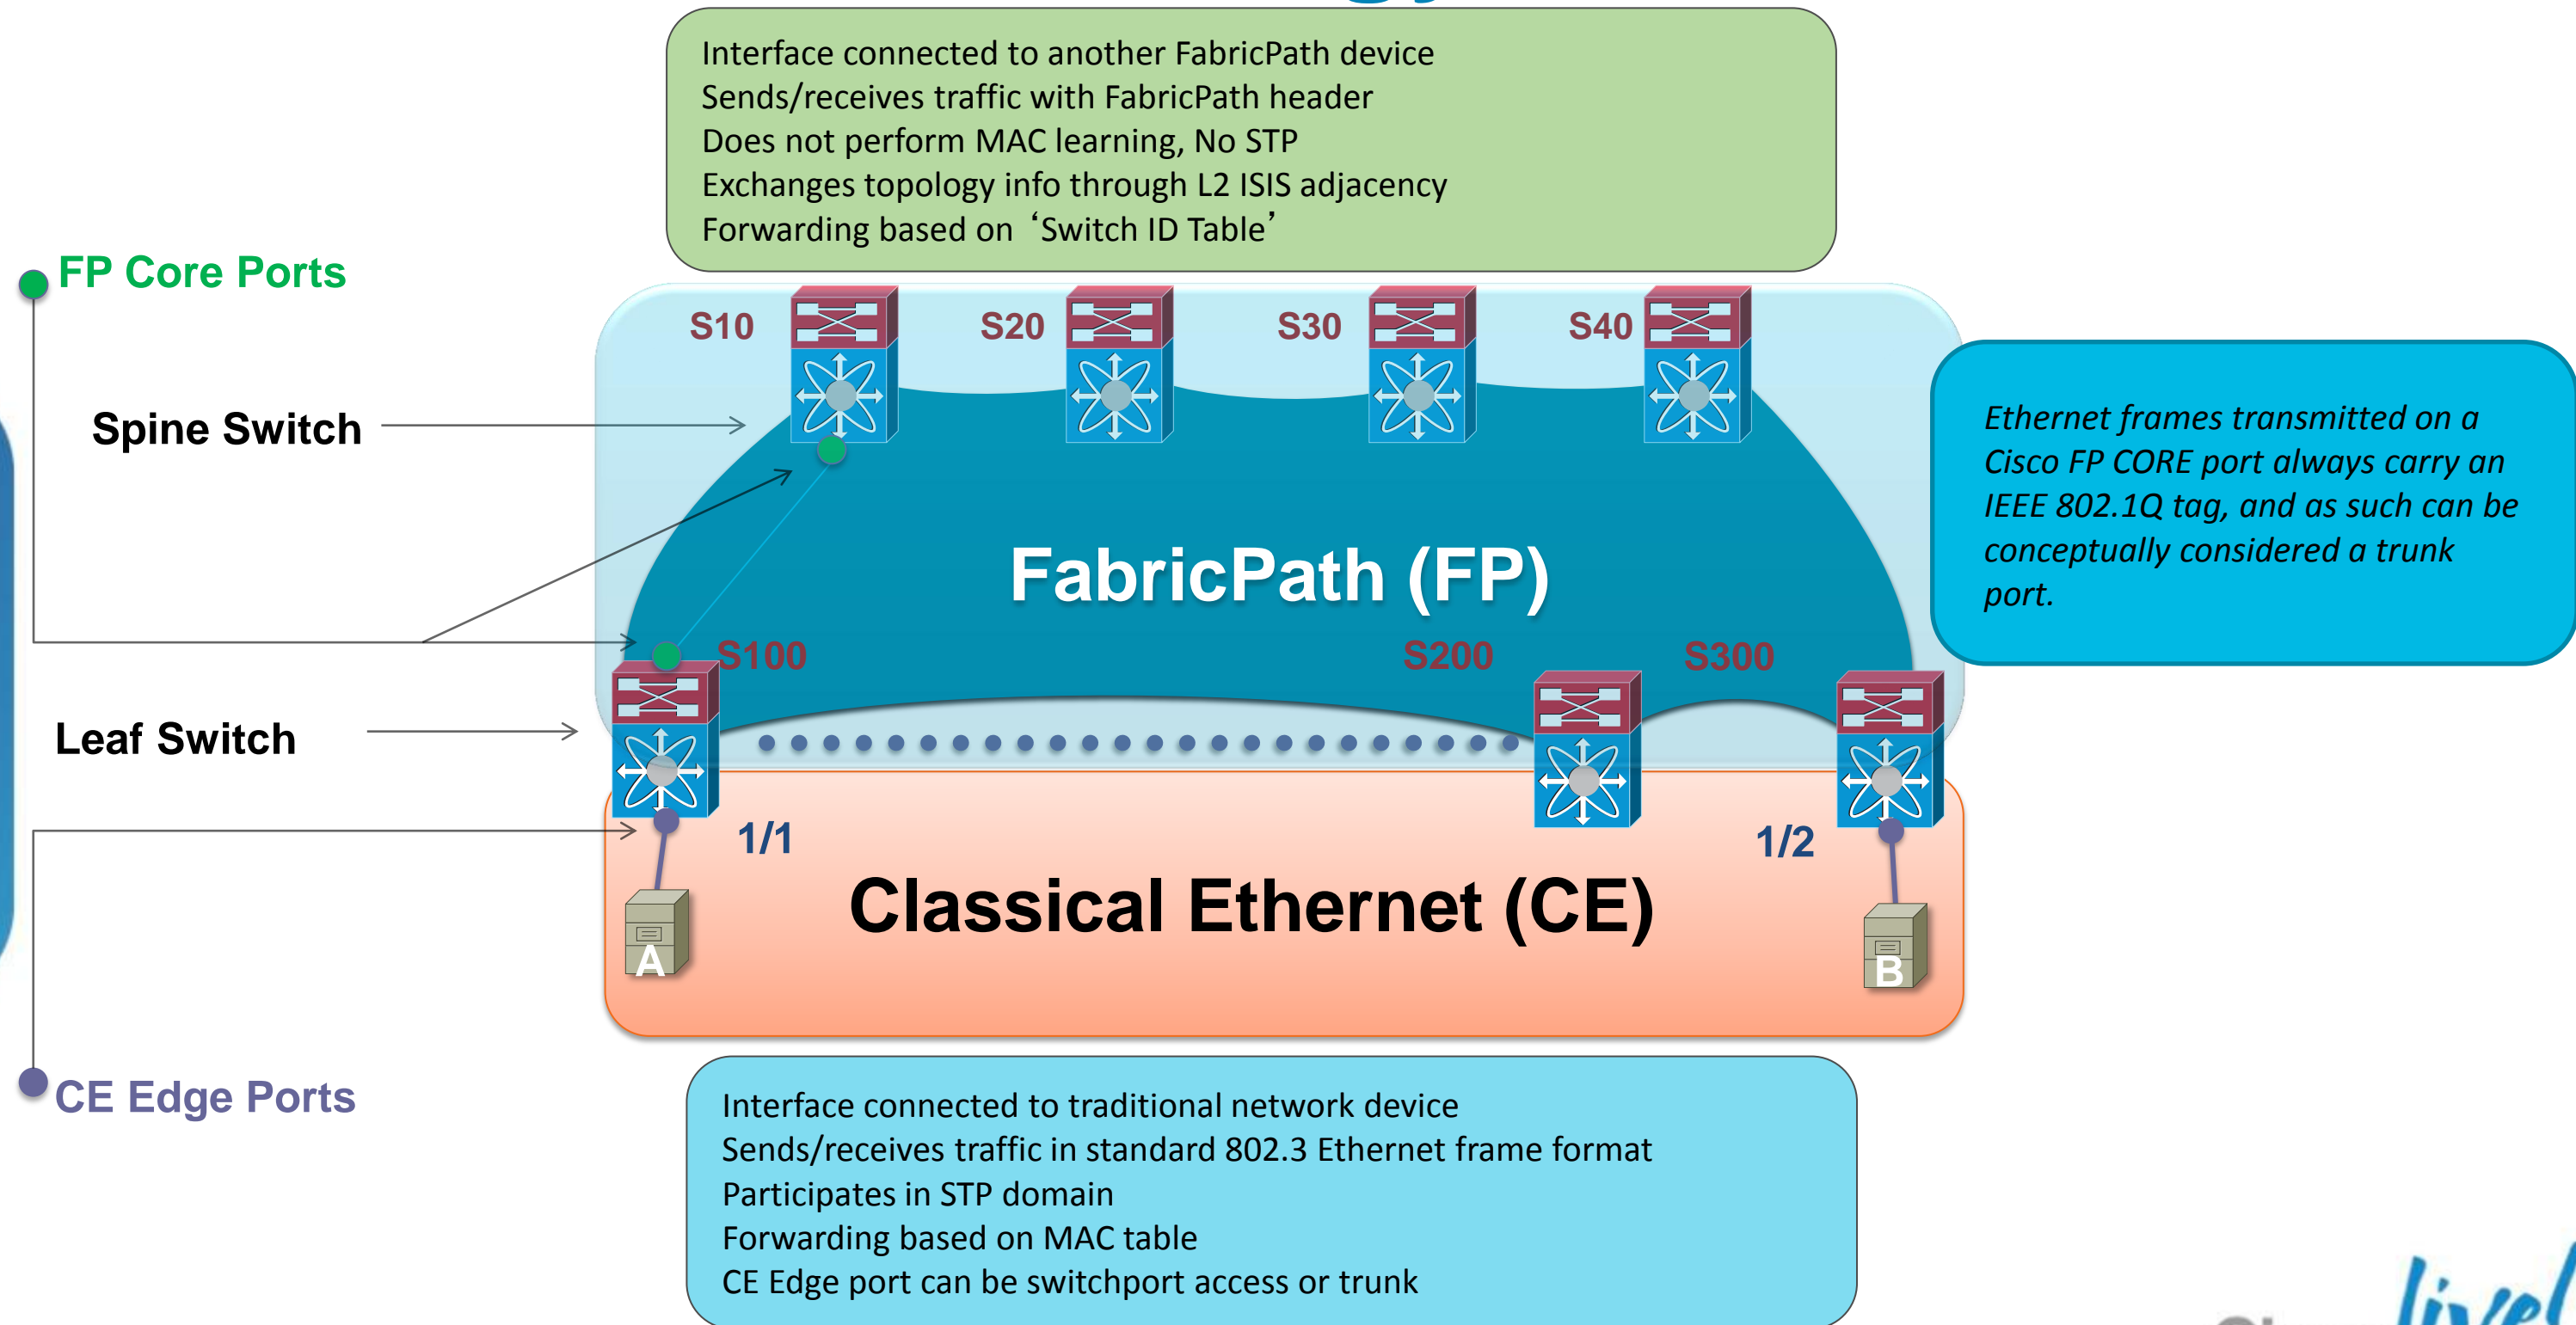 Interface connected to another FabricPath device
Sends/receives traffic with FabricPath header
Does not perform MAC learning, No STP
Exchanges topology info through L2 ISIS adjacency
Forwarding based on ‘Switch ID Table’
FP Core Ports
S10
S20
S30
S40
Spine Switch
Ethernet frames transmitted on a
Cisco FP CORE port always carry an
IEEE 802.1Q tag, and as such can be
conceptually considered a trunk
port.
FabricPath (FP)
S100
S200
S300
Leaf Switch
1/1
1/2
Classical Ethernet (CE)
A
B
CE Edge Ports
Interface connected to traditional network device
Sends/receives traffic in standard 802.3 Ethernet frame format
Participates in STP domain
Forwarding based on MAC table
CE Edge port can be switchport access or trunk